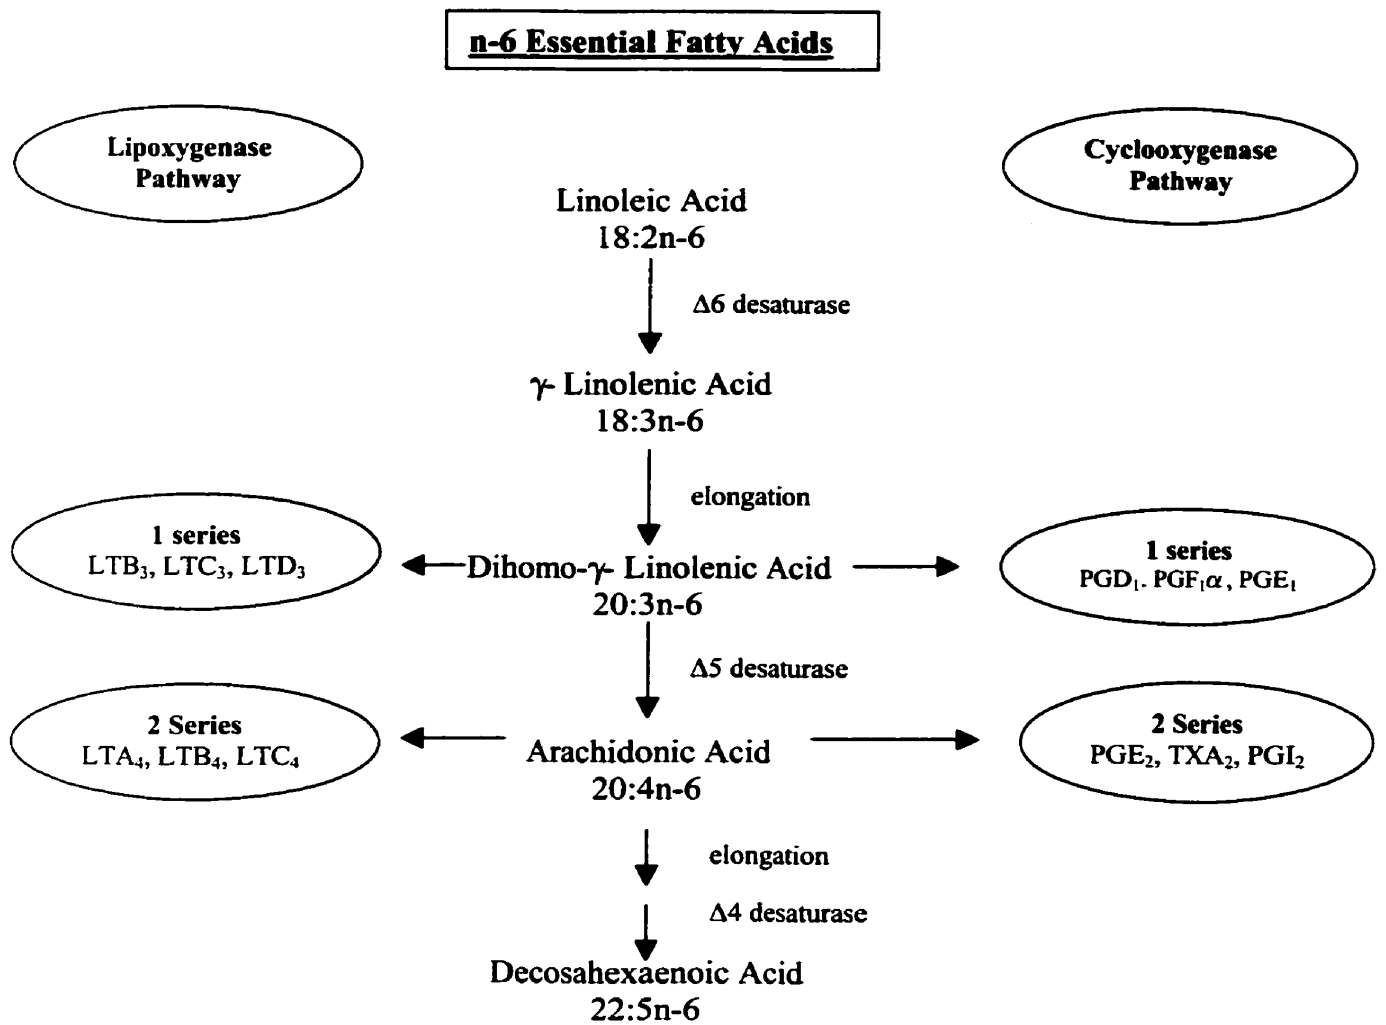 n-6 Essential Fatty Acids
Lipoxygenase
Pathway
Cyclooxygenase
Pathway
Linoleic Acid
18:2n-6
Δ6 desaturase
γ- Linolenic Acid
18:3n-6
elongation
1 series
LTB₃, LTC₃, LTD₃
Dihomo-γ- Linolenic Acid
20:3n-6
1 series
PGD₁. PGF₁α, PGE₁
Δ5 desaturase
2 Series
LTA₄, LTB₄, LTC₄
Arachidonic Acid
20:4n-6
2 Series
PGE₂, TXA₂, PGI₂
elongation
Δ4 desaturase
Decosahexaenoic Acid
22:5n-6